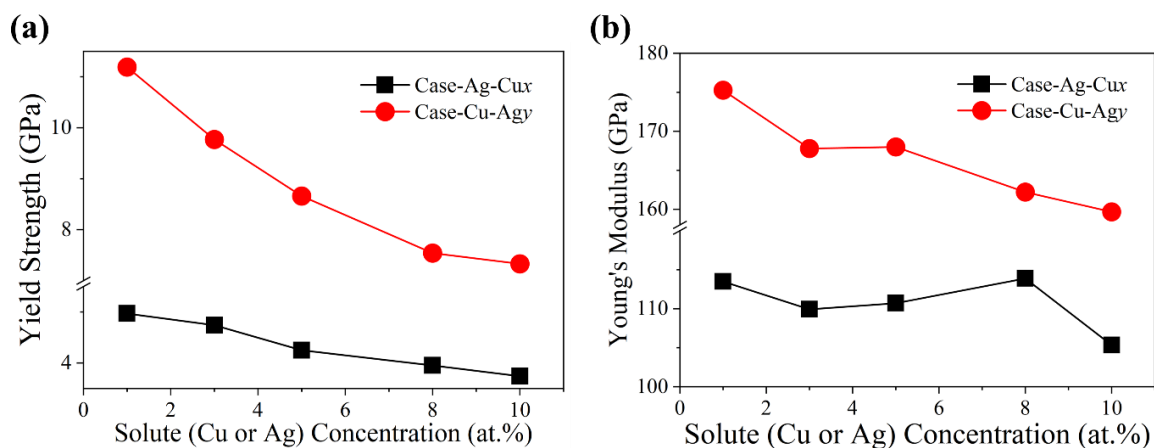 (a)
Yield Strength (GPa)
10
8
4
Case-Ag-Cux
Case-Cu-Agy
0 2 4 6 8 10
Solute (Cu or Ag) Concentration (at.%)
(b)
Young's Modulus (GPa)
180
170
160
110
100
Case-Ag-Cux
Case-Cu-Agy
0 2 4 6 8 10
Solute (Cu or Ag) Concentration (at.%)